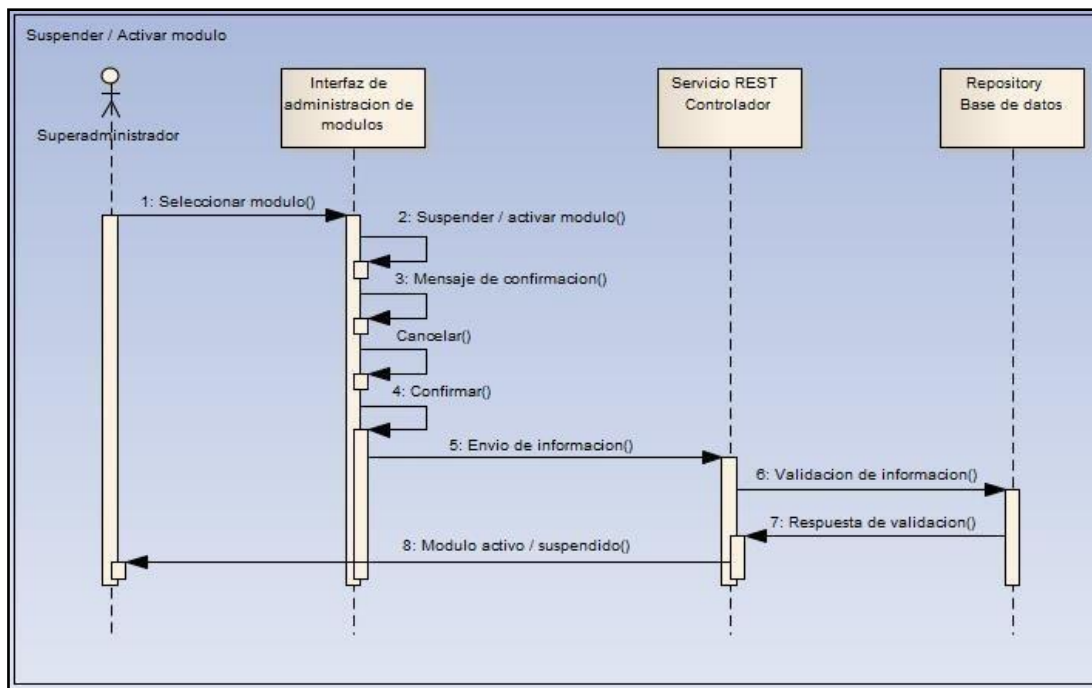 Suspender / Activar modulo
Superadministrador
Interfaz de
administracion de
modulos
Servicio REST
Controlador
Repository
Base de datos
1: Seleccionar modulo()
2: Suspender / activar modulo()
3: Mensaje de confirmacion()
Cancelar()
4: Confirmar()
5: Envio de informacion()
6: Validacion de informacion()
7: Respuesta de validacion()
8: Modulo activo / suspendido()